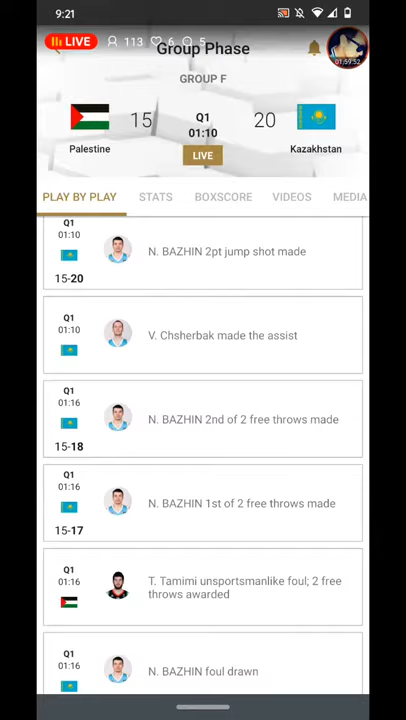 9:21
LIVE 113 6 5
Group Phase
01:59:52
GROUP F
15 Q1 20
01:10
Palestine LIVE Kazakhstan
PLAY BY PLAY STATS BOXSCORE VIDEOS MEDIA
Q1
01:10
N. BAZHIN 2pt jump shot made
15-20
Q1
01:10
V. Chsherbak made the assist
Q1
01:16
N. BAZHIN 2nd of 2 free throws made
15-18
Q1
01:16
N. BAZHIN 1st of 2 free throws made
15-17
Q1
01:16
T. Tamimi unsportsmanlike foul; 2 free
throws awarded
Q1
01:16
N. BAZHIN foul drawn